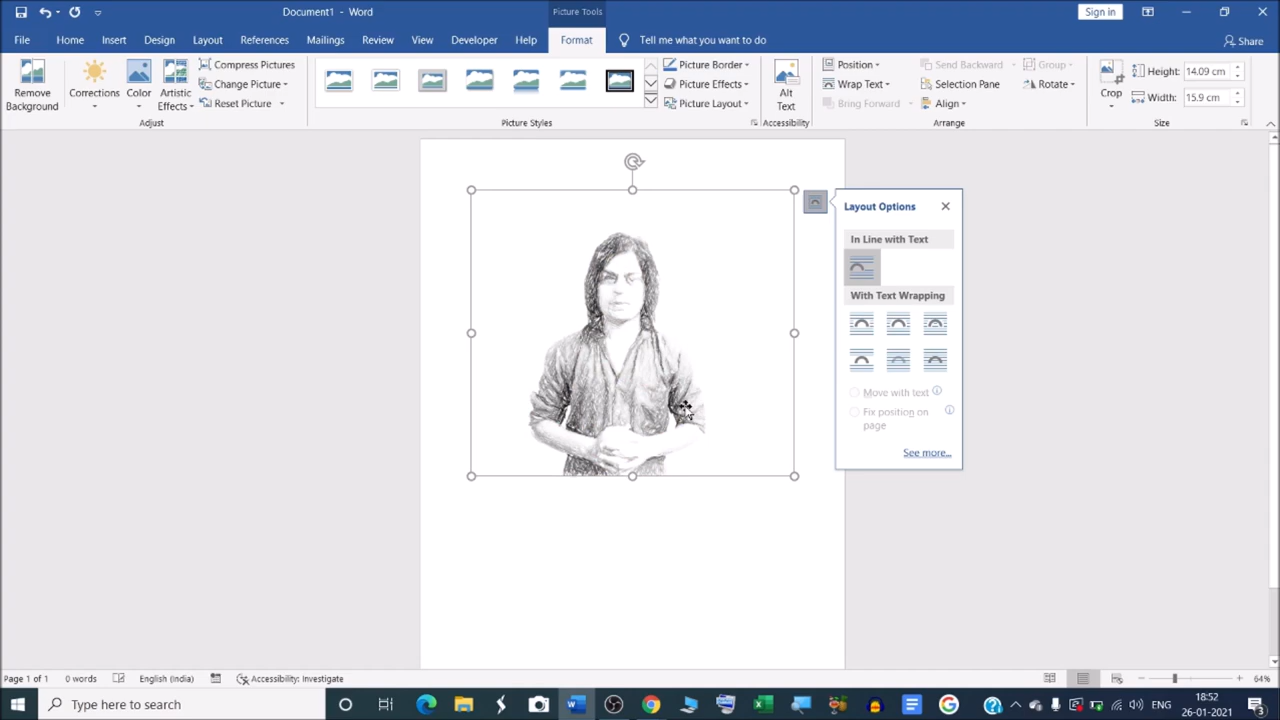 Document1 - Word
Picture Tools
Sign in
File
Home
Insert
Design
Layout
References
Mailings
Review
View
Developer
Help
Format
Tell me what you want to do
Share
Remove
Background
Corrections
Color
Artistic
Effects
Compress Pictures
Change Picture
Reset Picture
Adjust
Picture Styles
Picture Border
Picture Effects
Picture Layout
Alt
Text
Accessibility
Position
Wrap Text
Bring Forward
Send Backward
Selection Pane
Align
Group
Rotate
Arrange
Crop
Height: 14.09 cm
Width: 15.9 cm
Size
Layout Options
In Line with Text
With Text Wrapping
Move with text
Fix position on
page
See more...
Page 1 of 1
0 words
English (India)
Accessibility: Investigate
64%
Type here to search
18:52
26-01-2021